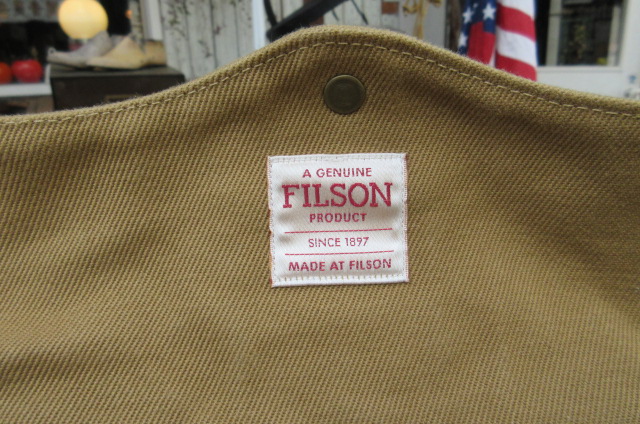 A GENUINE
FILSON
PRODUCT
SINCE 1897
MADE AT FILSON